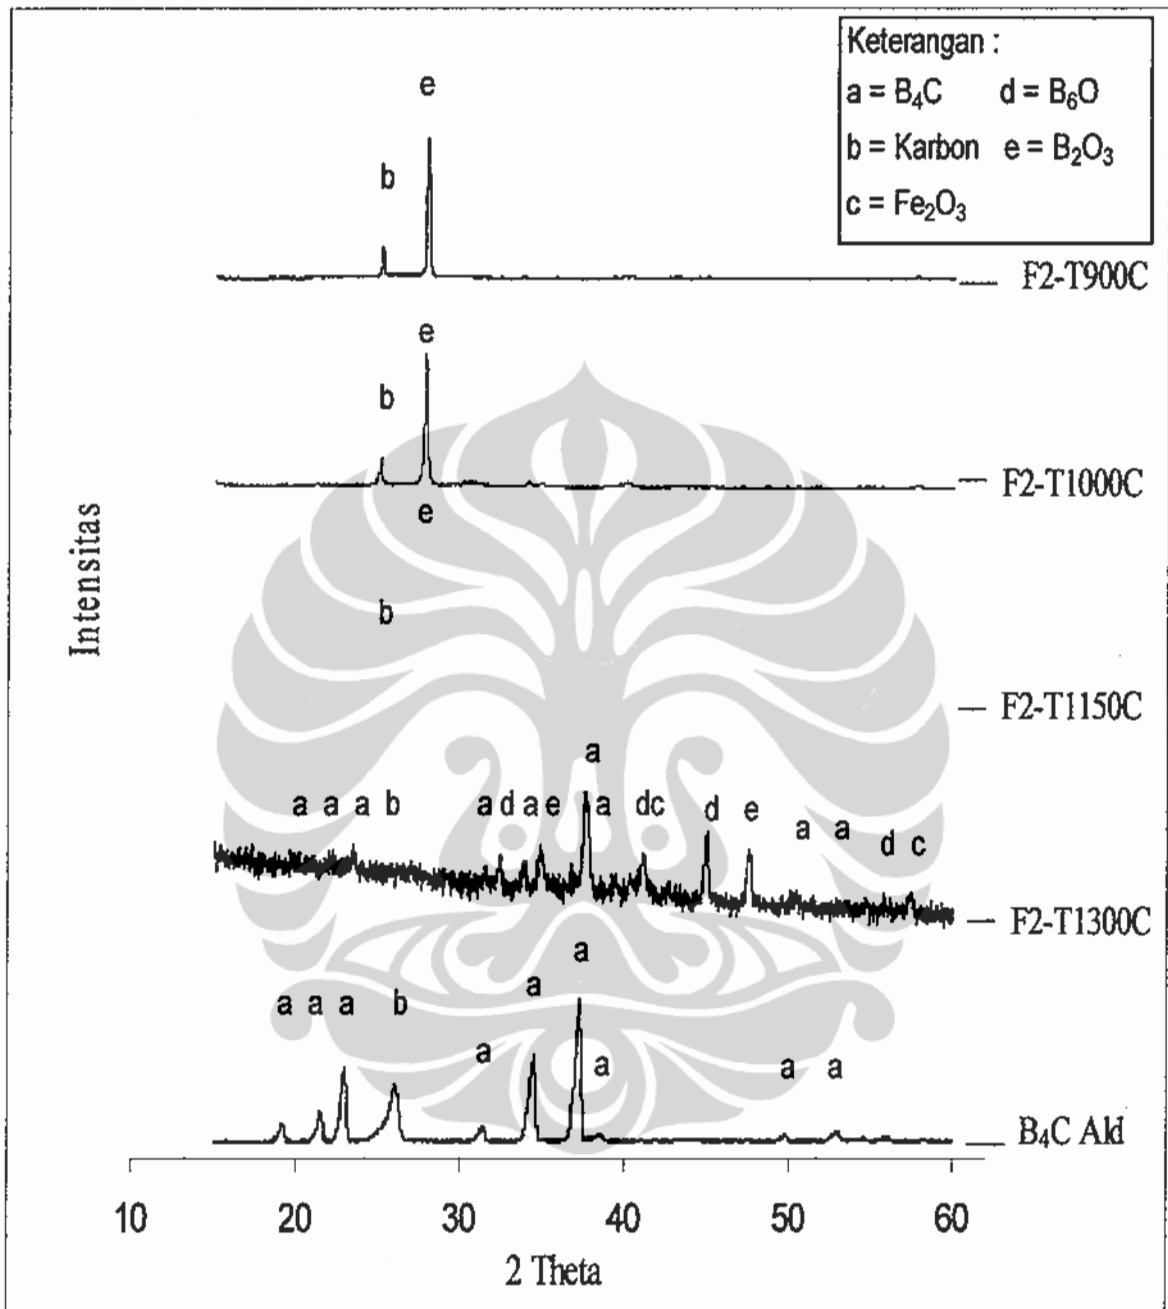 Keterangan :
a = B₄C d = B₆O
b = Karbon e = B₂O₃
c = Fe₂O₃
e
b
F2-T900C
e
b
F2-T1000C
e
b
F2-T1150C
Intensitas
a
a a a b a d a e a d c d e a a d c
F2-T1300C
a
a a a b a
a a a a
B₄C Ald
10 20 30 40 50 60
2 Theta